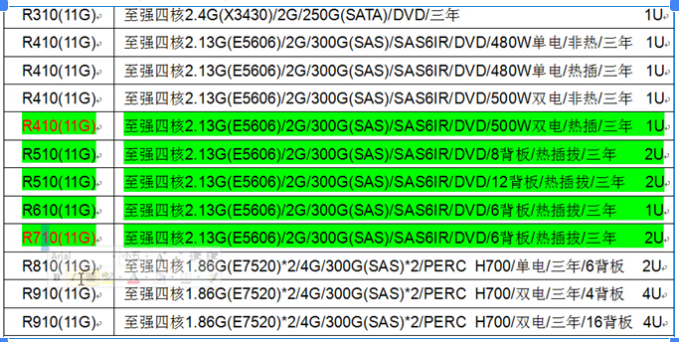 R310(11G) 至强四核2.4G(X3430)/2G/250G(SATA)/DVD/三年 1U
R410(11G) 至强四核2.13G(E5606)/2G/300G(SAS)/SAS6IR/DVD/480W单电/非热/三年 1U
R410(11G) 至强四核2.13G(E5606)/2G/300G(SAS)/SAS6IR/DVD/480W单电/热插/三年 1U
R410(11G) 至强四核2.13G(E5606)/2G/300G(SAS)/SAS6IR/DVD/500W双电/非热/三年 1U
R410(11G) 至强四核2.13G(E5606)/2G/300G(SAS)/SAS6IR/DVD/500W双电/热插/三年 1U
R510(11G) 至强四核2.13G(E5606)/2G/300G(SAS)/SAS6IR/DVD/8背板/热插拔/三年 2U
R510(11G) 至强四核2.13G(E5606)/2G/300G(SAS)/SAS6IR/DVD/12背板/热插拔/三年 2U
R610(11G) 至强四核2.13G(E5606)/2G/300G(SAS)/SAS6IR/DVD/6背板/热插拔/三年 1U
R710(11G) 至强四核2.13G(E5606)/2G/300G(SAS)/SAS6IR/DVD/6背板/热插拔/三年 2U
R810(11G) 至强四核1.86G(E7520)*2/4G/300G(SAS)*2/PERC H700/单电/三年/6背板 2U
R910(11G) 至强四核1.86G(E7520)*2/4G/300G(SAS)*2/PERC H700/双电/三年/4背板 4U
R910(11G) 至强四核1.86G(E7520)*2/4G/300G(SAS)*2/PERC H700/双电/三年/16背板 4U